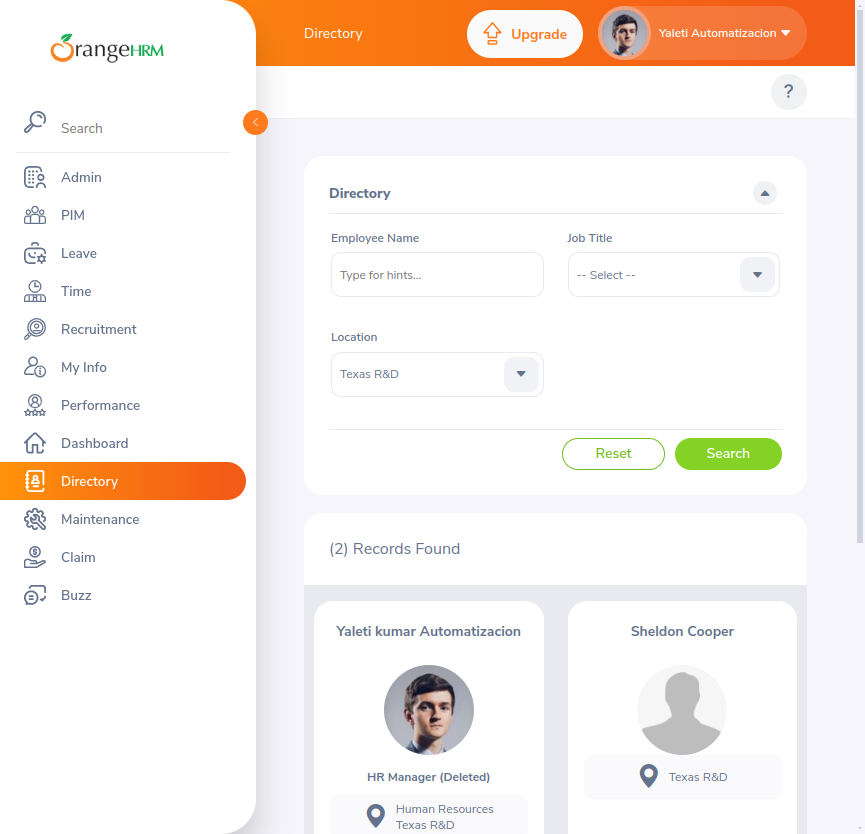 OrangeHRM
Directory
Upgrade
Yaleti Automatizacion
?
Search
Admin
PIM
Leave
Time
Recruitment
My Info
Performance
Dashboard
Directory
Maintenance
Claim
Buzz
Directory
Employee Name
Job Title
Type for hints...
-- Select --
Location
Texas R&D
Reset
Search
(2) Records Found
Yaleti kumar Automatizacion
HR Manager (Deleted)
Human Resources
Texas R&D
Sheldon Cooper
Texas R&D